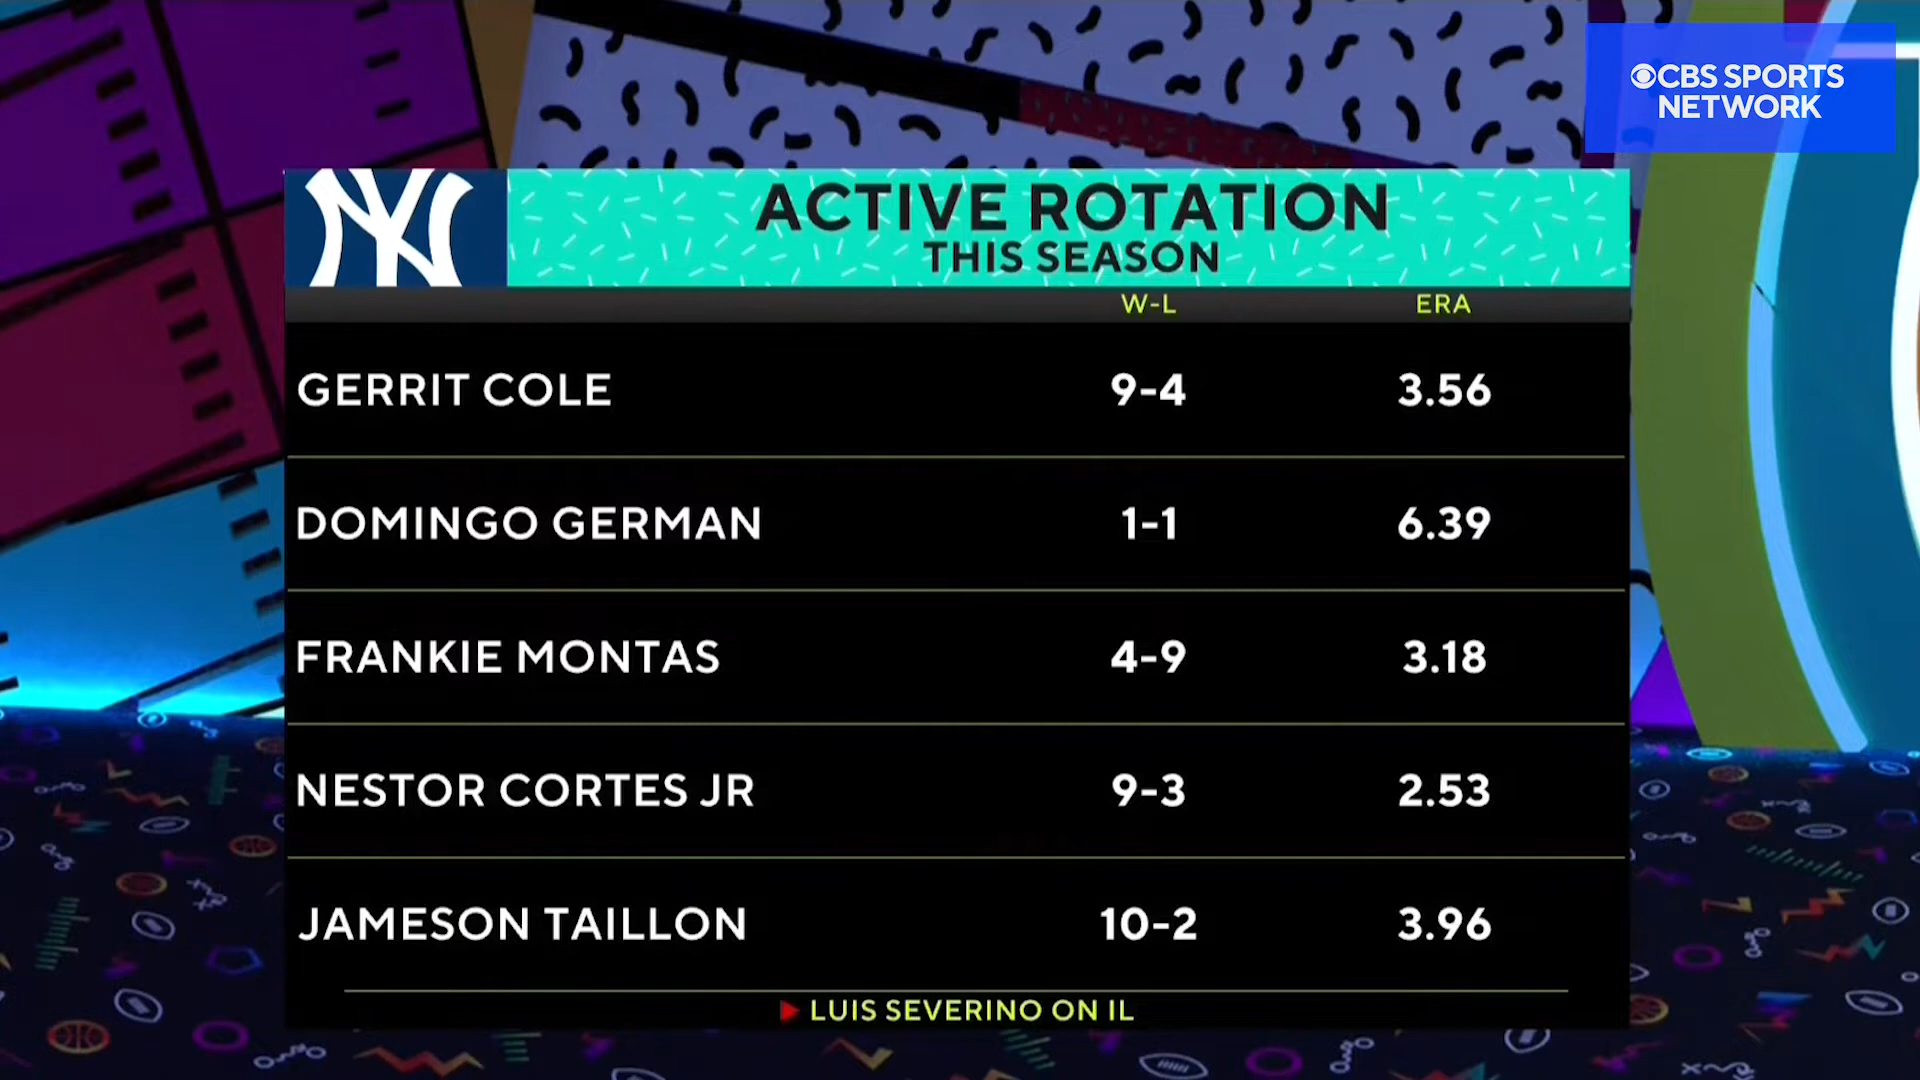 CBS SPORTS
NETWORK
NY
ACTIVE ROTATION
THIS SEASON
W-L ERA
GERRIT COLE 9-4 3.56
DOMINGO GERMAN 1-1 6.39
FRANKIE MONTAS 4-9 3.18
NESTOR CORTES JR 9-3 2.53
JAMESON TAILLON 10-2 3.96
LUIS SEVERINO ON IL